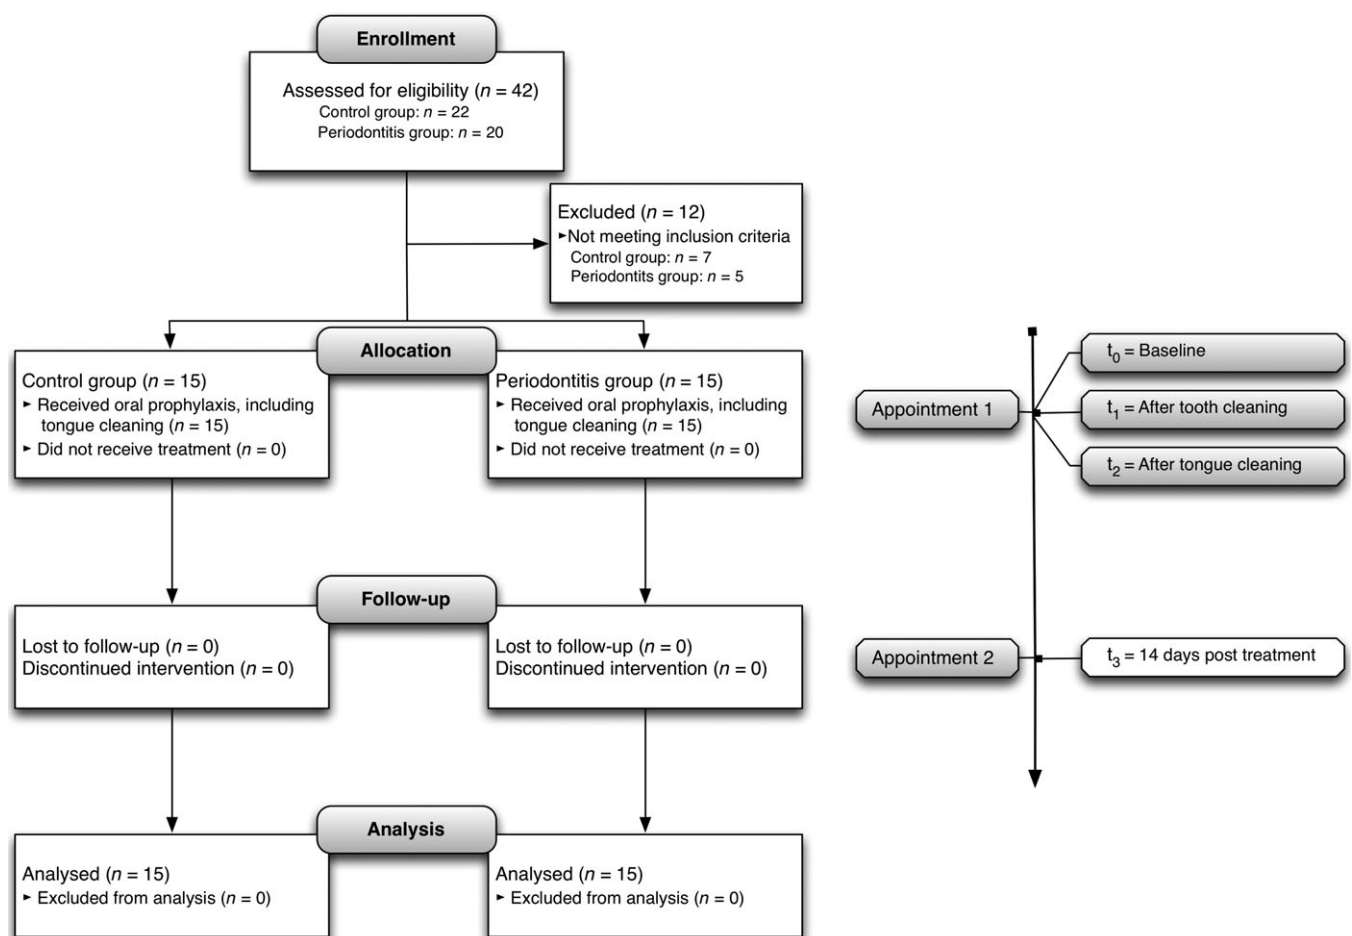 Enrollment
Assessed for eligibility (n = 42)
Control group: n = 22
Periodontitis group: n = 20
Excluded (n = 12)
►Not meeting inclusion criteria
Control group: n = 7
Periodontits group: n = 5
Allocation
Control group (n = 15)
► Received oral prophylaxis, including
tongue cleaning (n = 15)
► Did not receive treatment (n = 0)
Periodontitis group (n = 15)
► Received oral prophylaxis, including
tongue cleaning (n = 15)
► Did not receive treatment (n = 0)
Follow-up
Lost to follow-up (n = 0)
Discontinued intervention (n = 0)
Lost to follow-up (n = 0)
Discontinued intervention (n = 0)
Analysis
Analysed (n = 15)
► Excluded from analysis (n = 0)
Analysed (n = 15)
► Excluded from analysis (n = 0)
Appointment 1
t0 = Baseline
t1 = After tooth cleaning
t2 = After tongue cleaning
Appointment 2
t3 = 14 days post treatment